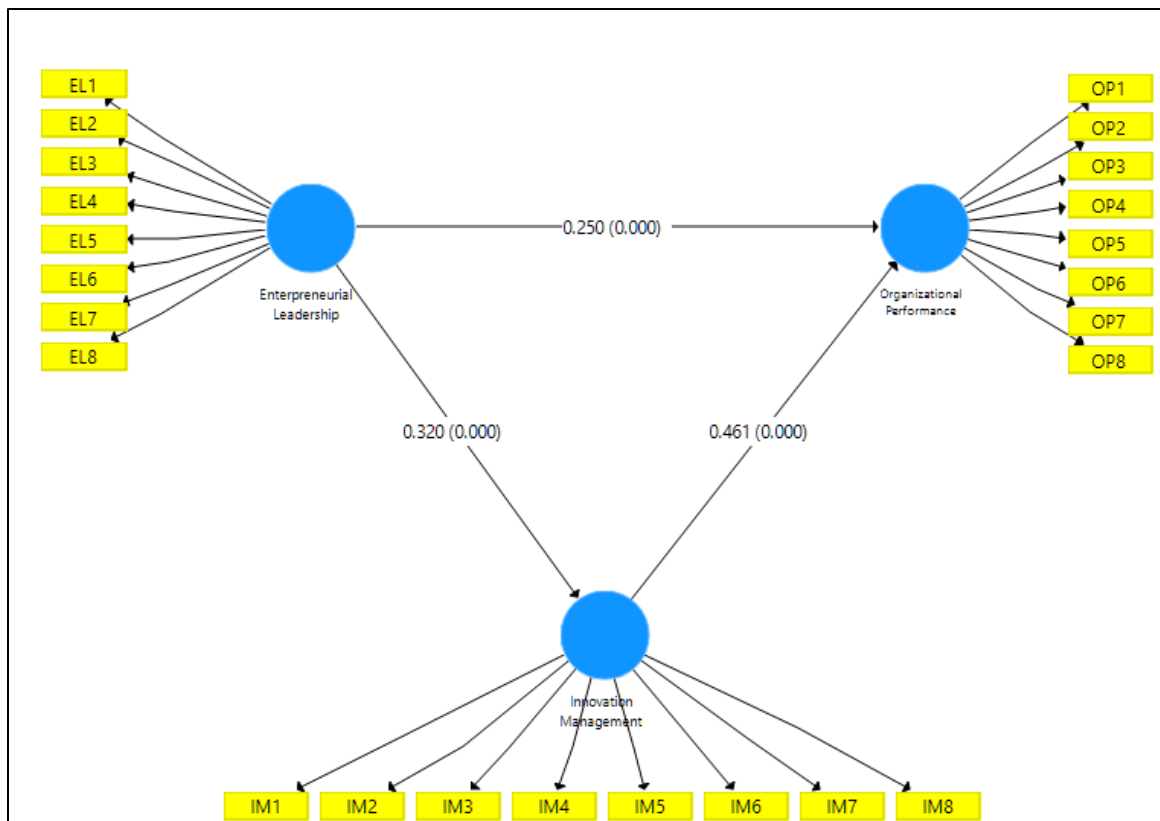 EL1
EL2
EL3
EL4
EL5
EL6
EL7
EL8
Enterpreneurial
Leadership
0.250 (0.000)
OP1
OP2
OP3
OP4
OP5
OP6
OP7
OP8
Organizational
Performance
0.320 (0.000)
0.461 (0.000)
Innovation
Management
IM1
IM2
IM3
IM4
IM5
IM6
IM7
IM8